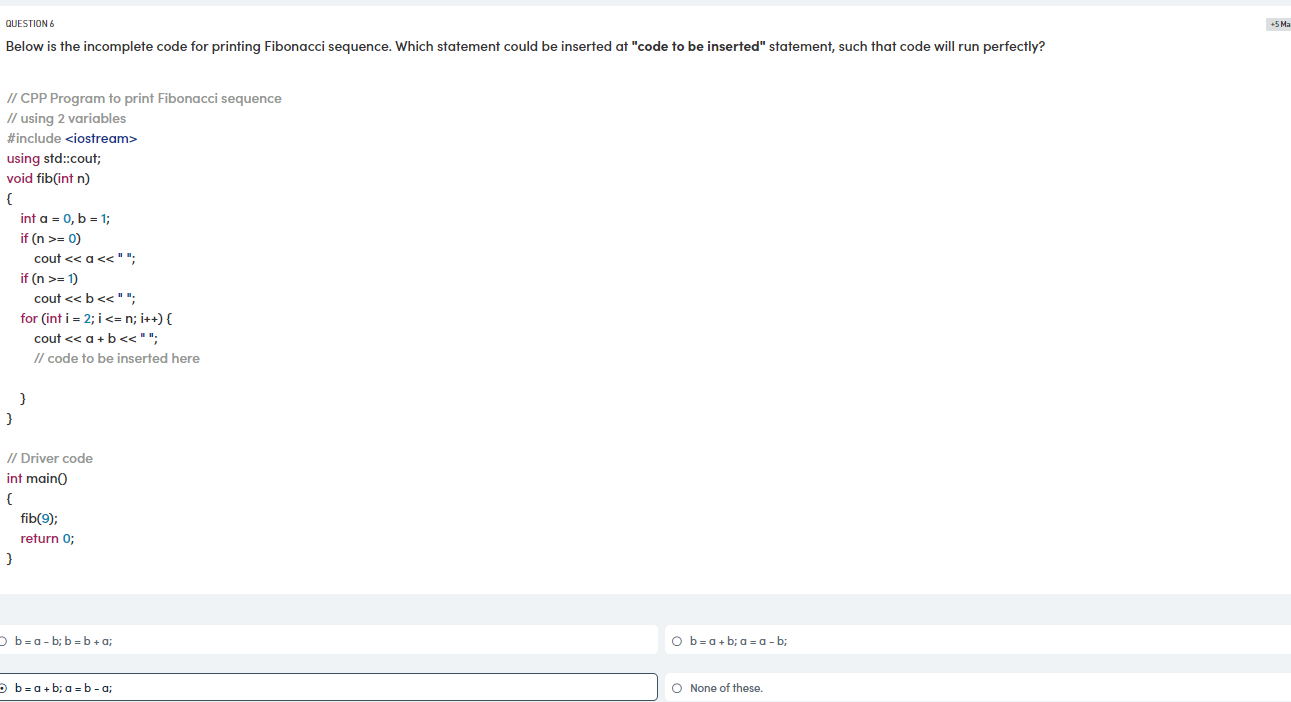 QUESTION 6
+5 Ma
Below is the incomplete code for printing Fibonacci sequence. Which statement could be inserted at "code to be inserted" statement, such that code will run perfectly?
// CPP Program to print Fibonacci sequence
// using 2 variables
#include <iostream>
using std::cout;
void fib(int n)
{
int a = 0, b = 1;
if (n >= 0)
cout << a << " ";
if (n >= 1)
cout << b << " ";
for (int i = 2; i <= n; i++) {
cout << a + b << " ";
// code to be inserted here
}
}
// Driver code
int main()
{
fib(9);
return 0;
}
b = a - b; b = b + a;
b = a + b; a = a - b;
b = a + b; a = b - a;
None of these.